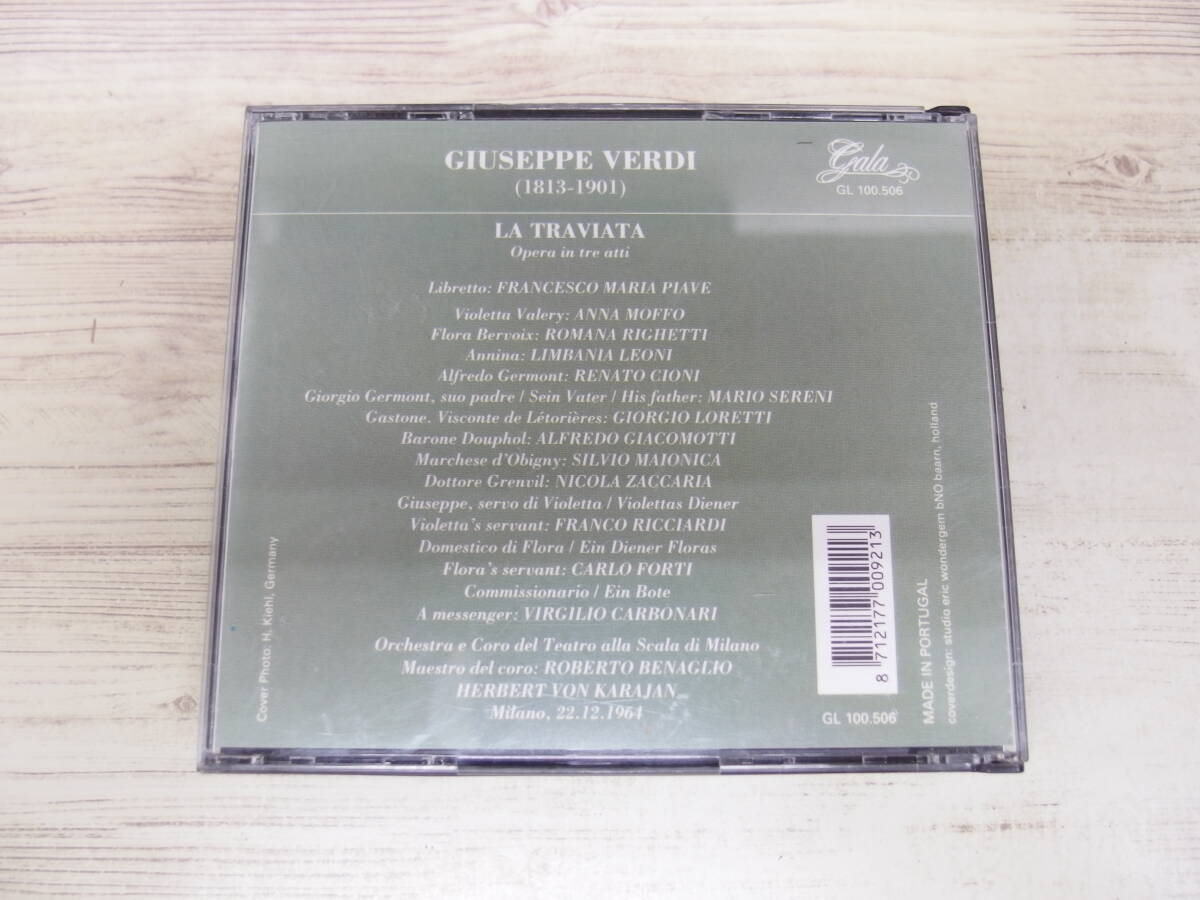 GIUSEPPE VERDI
(1813-1901)
Gala
GL 100.506
LA TRAVIATA
Opera in tre atti
Libretto: FRANCESCO MARIA PIAVE
Violetta Valery: ANNA MOFFO
Flora Bervoix: ROMANA RIGHETTI
Annina: LIMBANIA LEONI
Alfredo Germont: RENATO CIONI
Giorgio Germont, suo padre / Sein Vater / His father: MARIO SERENI
Gastone. Visconte de Létorières: GIORGIO LORETTI
Barone Douphol: ALFREDO GIACOMOTTI
Marchese d'Obigny: SILVIO MAIONICA
Dottore Grenvil: NICOLA ZACCARIA
Giuseppe, servo di Violetta / Violettas Diener
Violetta's servant: FRANCO RICCIARDI
Domestico di Flora / Ein Diener Floras
Flora's servant: CARLO FORTI
Commissionario / Ein Bote
A messenger: VIRGILIO CARBONARI
Orchestra e Coro del Teatro alla Scala di Milano
Maestro del coro: ROBERTO BENAGLIO
HERBERT VON KARAJAN
Milano, 22.12.1964
Cover Photo: H. Kiehl, Germany
8 712177 009213
GL 100.506
MADE IN PORTUGAL
coverdesign: studio eric wondergem bNO baarn, holland